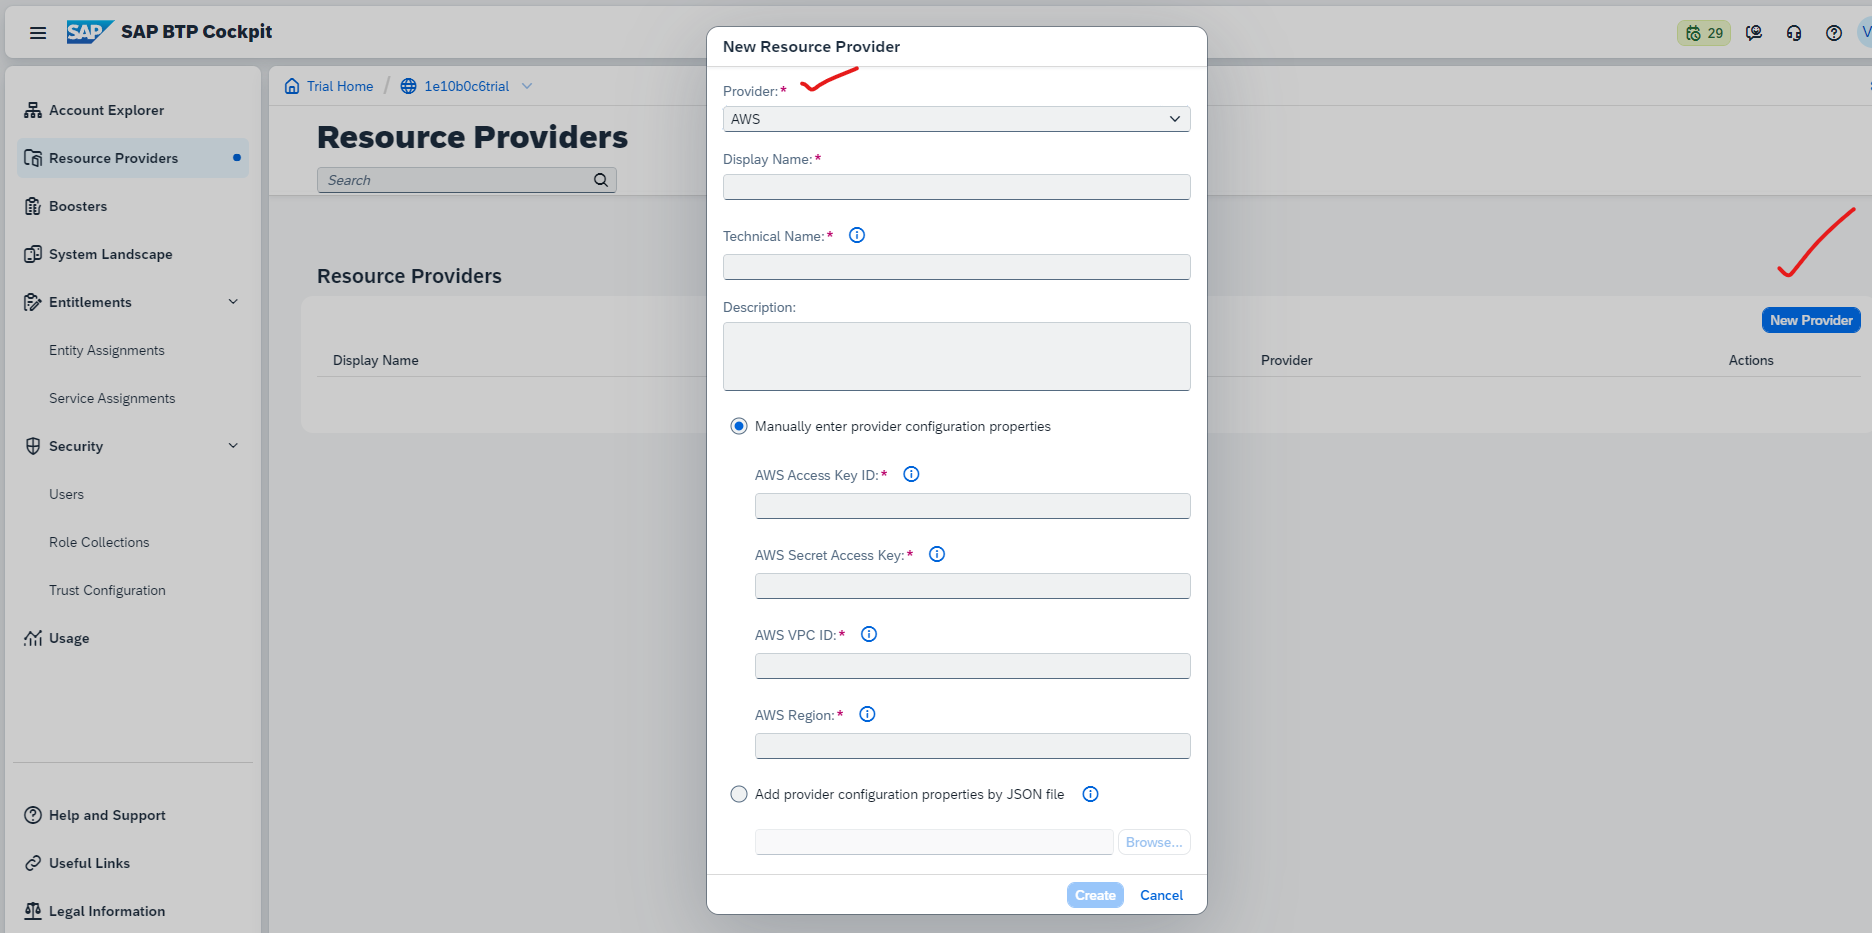 SAP SAP BTP Cockpit
29
V
Account Explorer
Resource Providers
Boosters
System Landscape
Entitlements
Entity Assignments
Service Assignments
Security
Users
Role Collections
Trust Configuration
Usage
Help and Support
Useful Links
Legal Information
Trial Home / 1e10b0c6trial
Resource Providers
Search
Resource Providers
New Provider
Display Name
Provider
Actions
New Resource Provider
Provider:*
AWS
Display Name:*
Technical Name:*
Description:
Manually enter provider configuration properties
AWS Access Key ID:*
AWS Secret Access Key:*
AWS VPC ID:*
AWS Region:*
Add provider configuration properties by JSON file
Browse...
Create Cancel